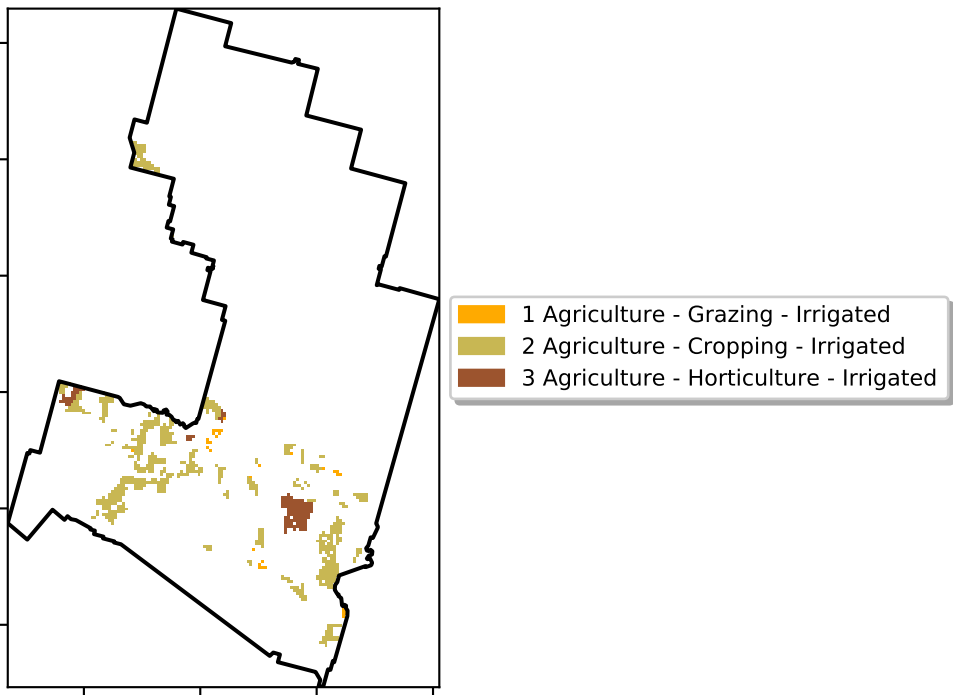 1 Agriculture - Grazing - Irrigated
2 Agriculture - Cropping - Irrigated
3 Agriculture - Horticulture - Irrigated